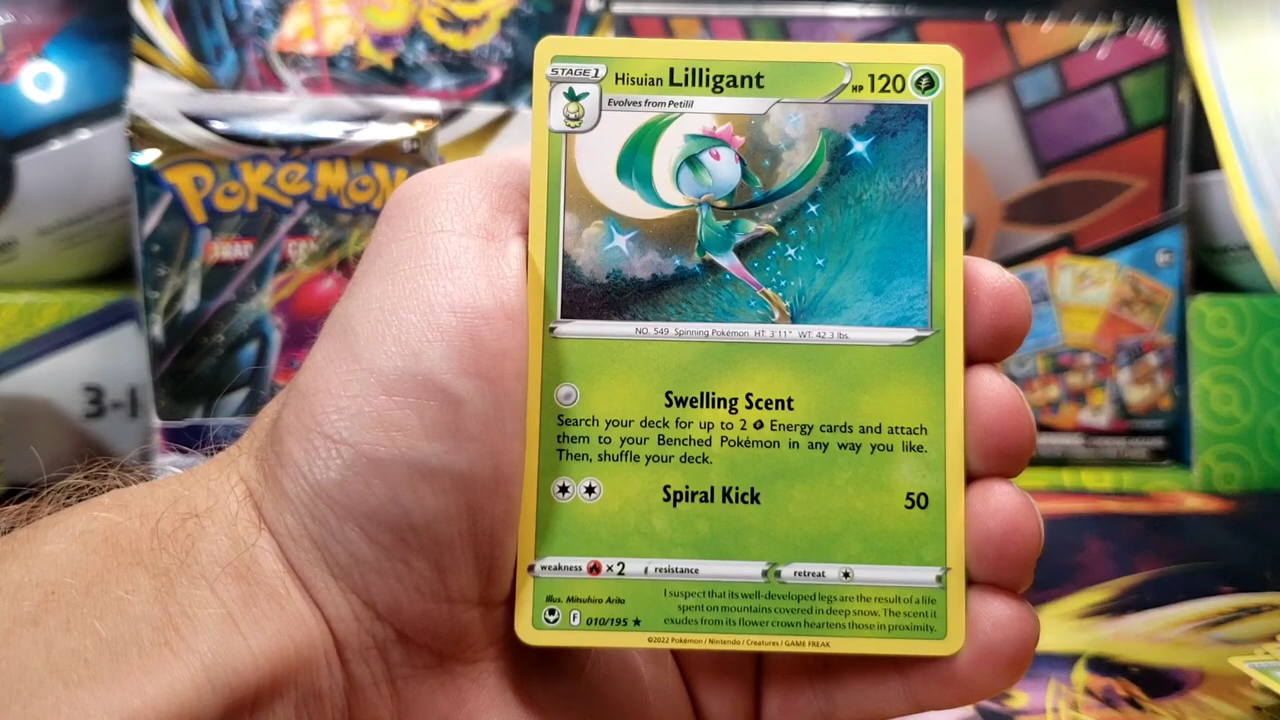 STAGE 1
Hisuian Lilligant
HP 120
Evolves from Petilil
NO. 549 Spinning Pokémon HT: 3'11" WT: 42.3 lbs.
Swelling Scent
Search your deck for up to 2 Energy cards and attach
them to your Benched Pokémon in any way you like.
Then, shuffle your deck.
Spiral Kick 50
weakness ×2 resistance retreat
Illus. Mitsuhiro Arita
F 010/195 ★
I suspect that its well-developed legs are the result of a life
spent on mountains covered in deep snow. The scent it
exudes from its flower crown heartens those in proximity.
©2022 Pokémon / Nintendo / Creatures / GAME FREAK
POKéMON
3-1